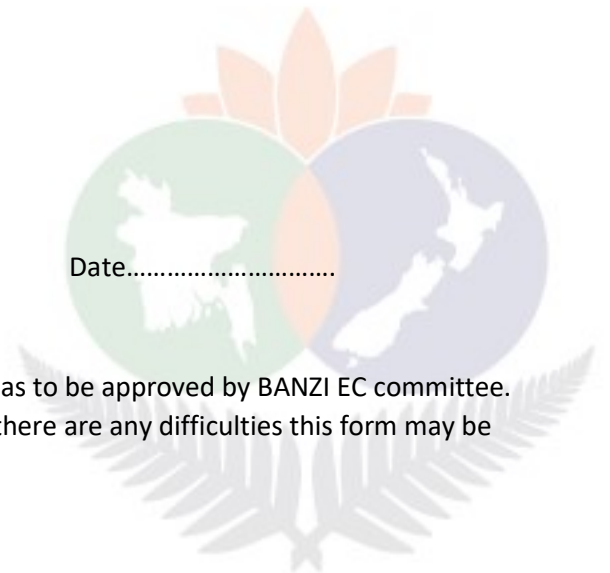 Date………………………….
as to be approved by BANZI EC committee.
there are any difficulties this form may be